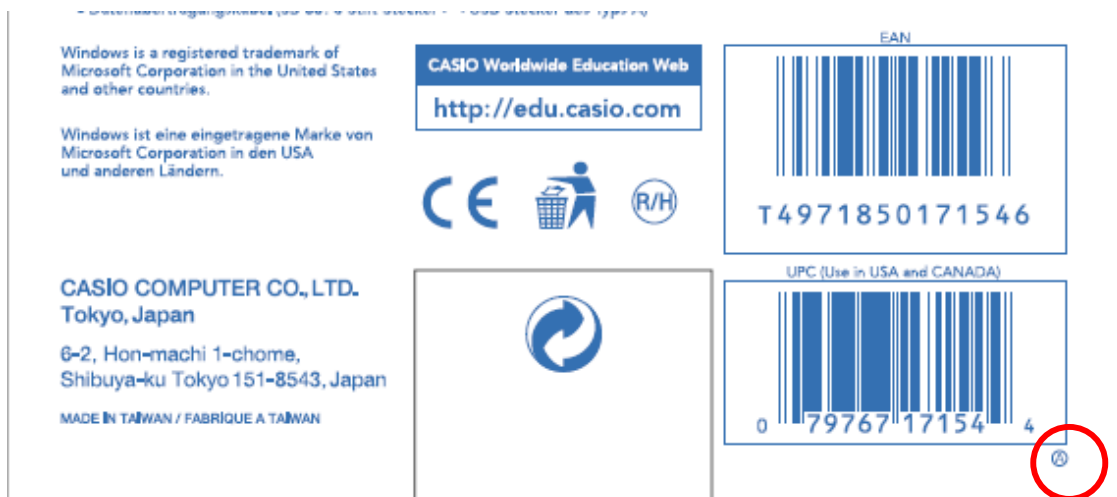 Windows is a registered trademark of
Microsoft Corporation in the United States
and other countries.
Windows ist eine eingetragene Marke von
Microsoft Corporation in den USA
und anderen Ländern.
CASIO Worldwide Education Web
http://edu.casio.com
CE
R/H
EAN
T4971850171546
CASIO COMPUTER CO., LTD.
Tokyo, Japan
6-2, Hon-machi 1-chome,
Shibuya-ku Tokyo 151-8543, Japan
MADE IN TAIWAN / FABRIQUE A TAIWAN
UPC (Use in USA and CANADA)
0 79767 17154 4
A